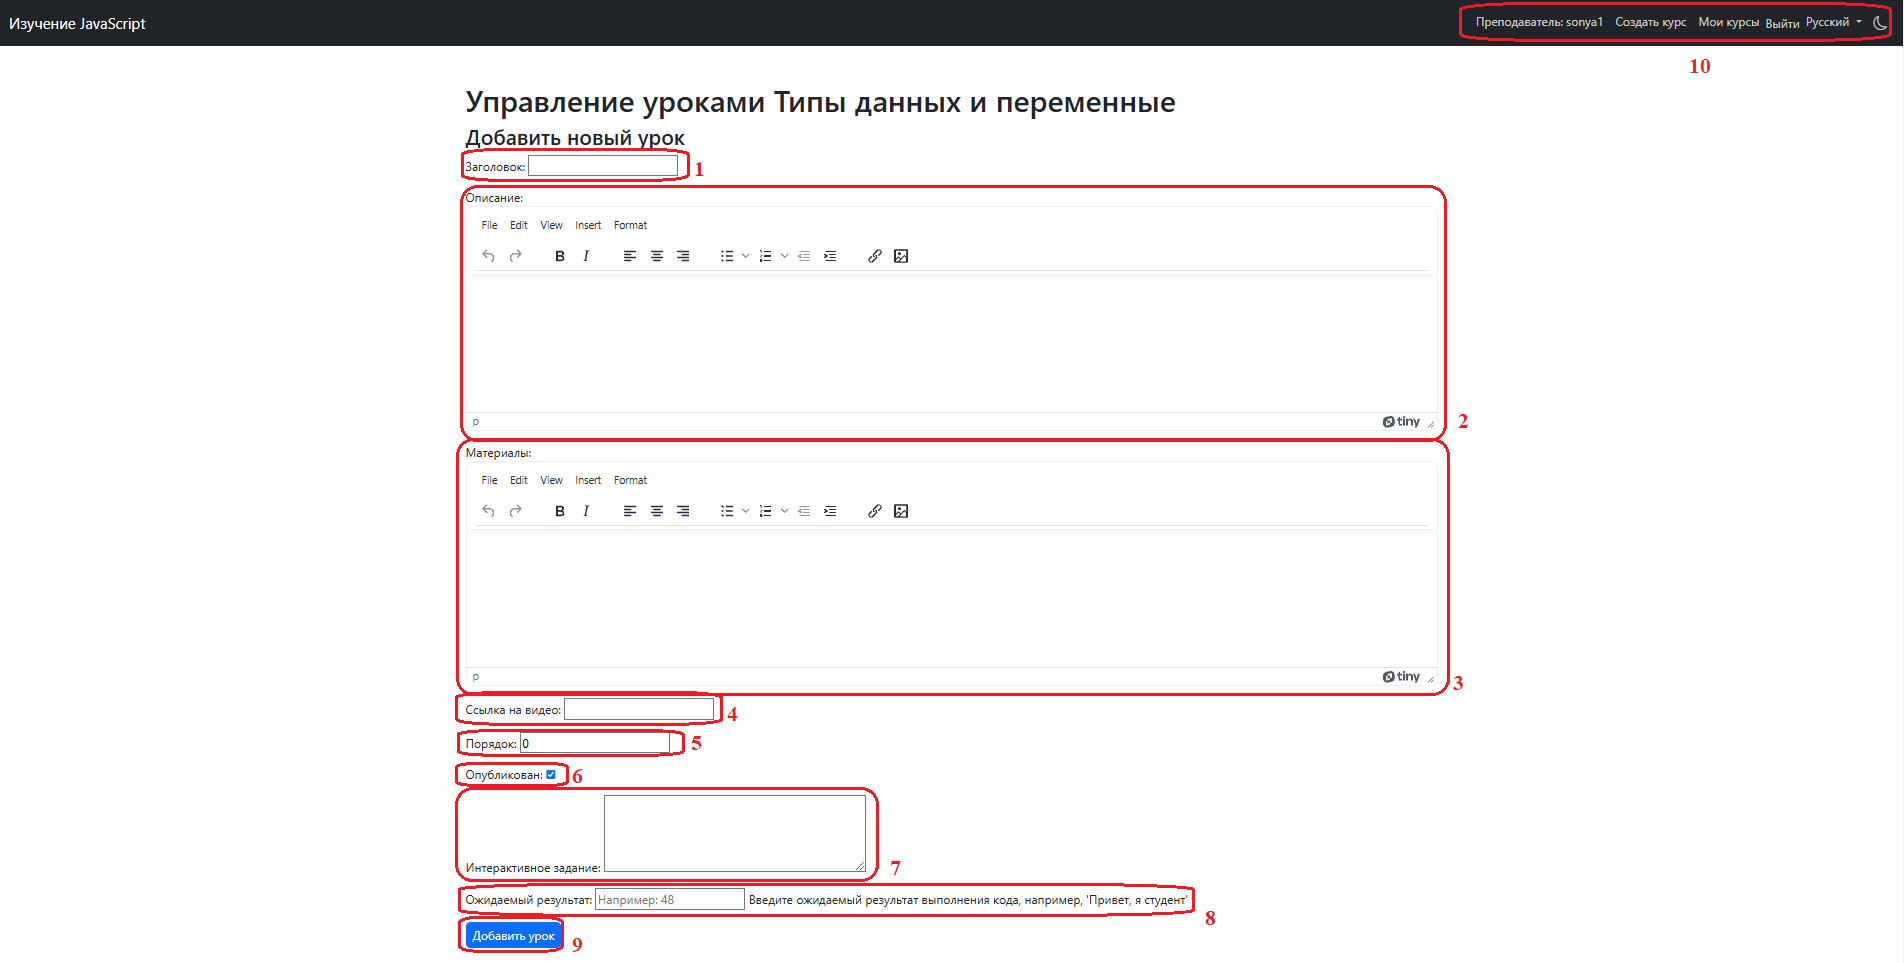 Изучение JavaScript
Преподаватель: sonya1 Создать курс Мои курсы Выйти Русский
10
Управление уроками Типы данных и переменные
Добавить новый урок
Заголовок:
1
Описание:
File Edit View Insert Format
B I
p
tiny
2
Материалы:
File Edit View Insert Format
B I
p
tiny
3
Ссылка на видео:
4
Порядок: 0
5
Опубликован:
6
Интерактивное задание:
7
Ожидаемый результат: Например: 48 Введите ожидаемый результат выполнения кода, например, 'Привет, я студент'
8
Добавить урок
9